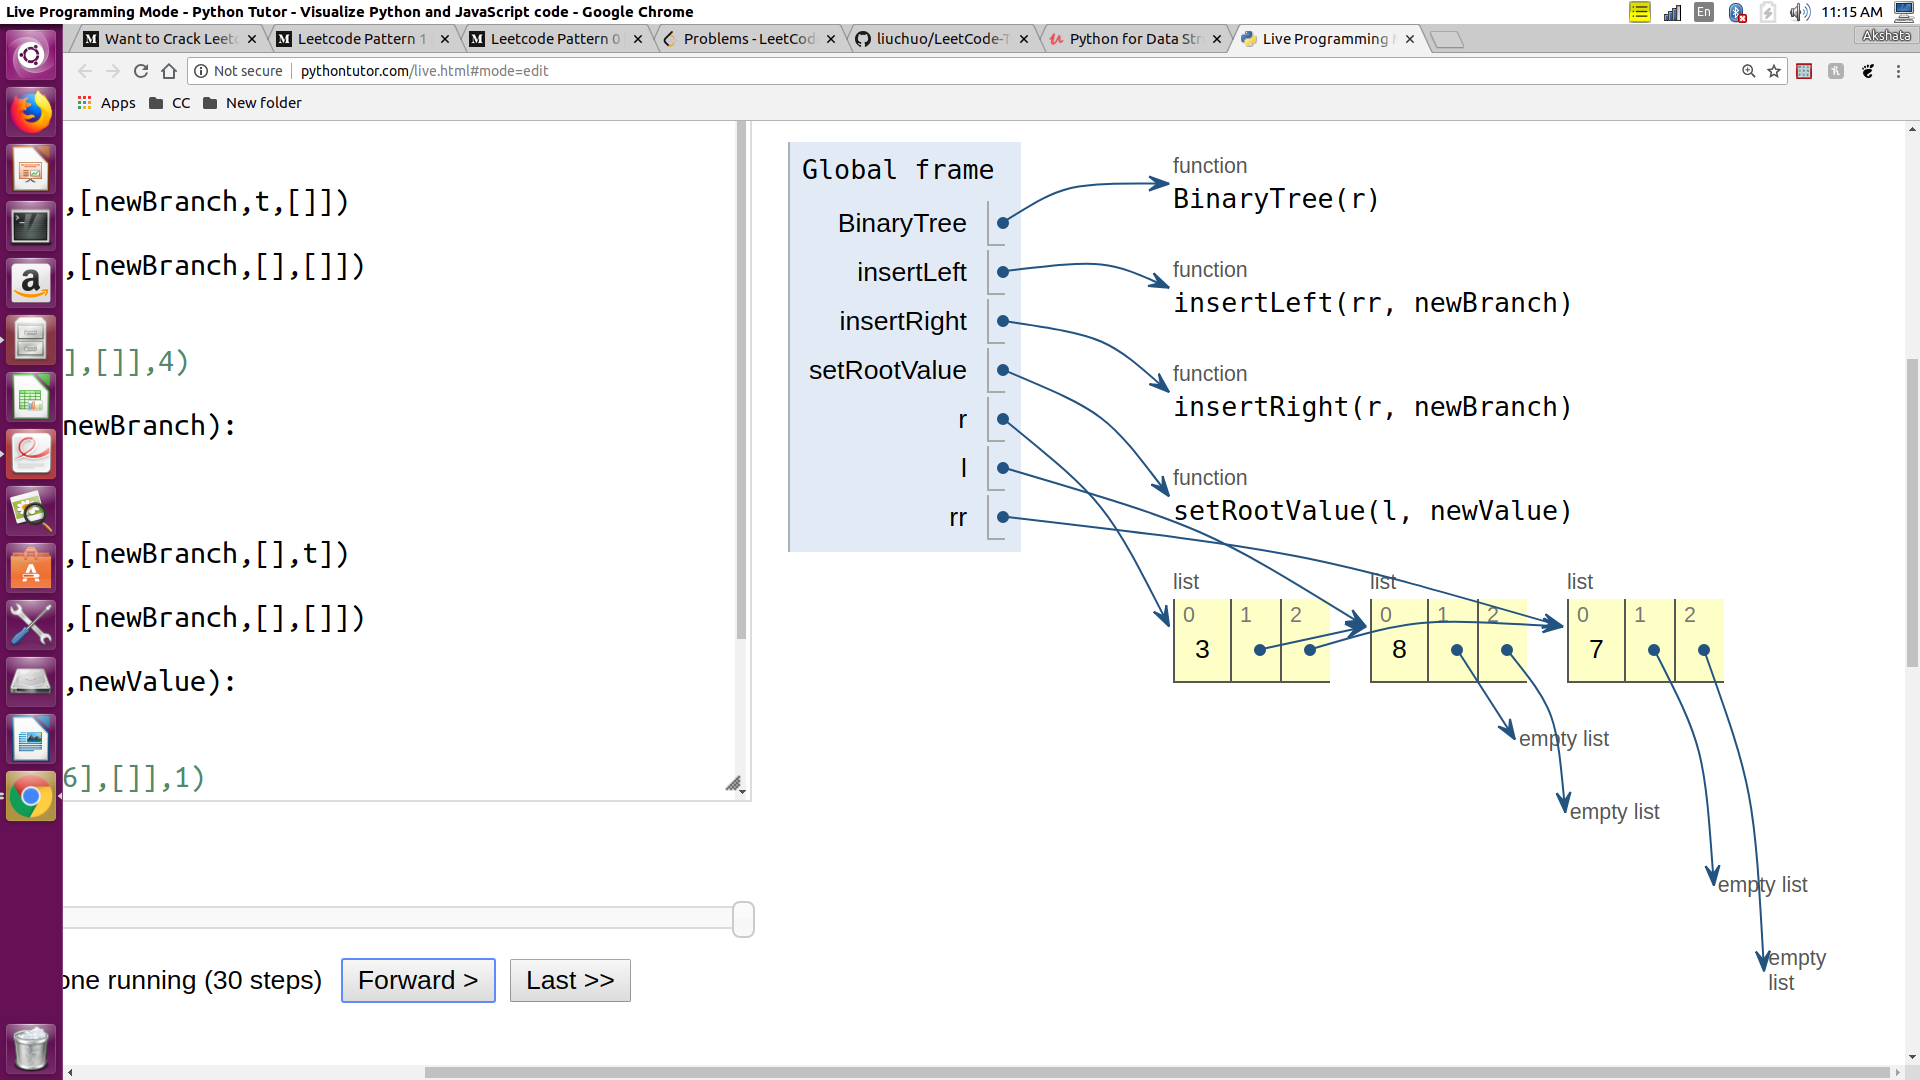 Live Programming Mode - Python Tutor - Visualize Python and JavaScript code - Google Chrome
En
11:15 AM
Want to Crack Leetc
Leetcode Pattern 1
Leetcode Pattern 0
Problems - LeetCod
liuchuo/LeetCode-T
Python for Data Str
Live Programming M
Akshata
Not secure
pythontutor.com/live.html#mode=edit
Apps
CC
New folder
,[newBranch,t,[]])
,[newBranch,[],[]])
],[]],4)
newBranch):
,[newBranch,[],t])
,[newBranch,[],[]])
,newValue):
6],[]],1)
one running (30 steps)
Forward >
Last >>
Global frame
BinaryTree
insertLeft
insertRight
setRootValue
r
l
rr
function
BinaryTree(r)
function
insertLeft(rr, newBranch)
function
insertRight(r, newBranch)
function
setRootValue(l, newValue)
list
0 1 2
3
list
0 1 2
8
list
0 1 2
7
empty list
empty list
empty list
empty
list